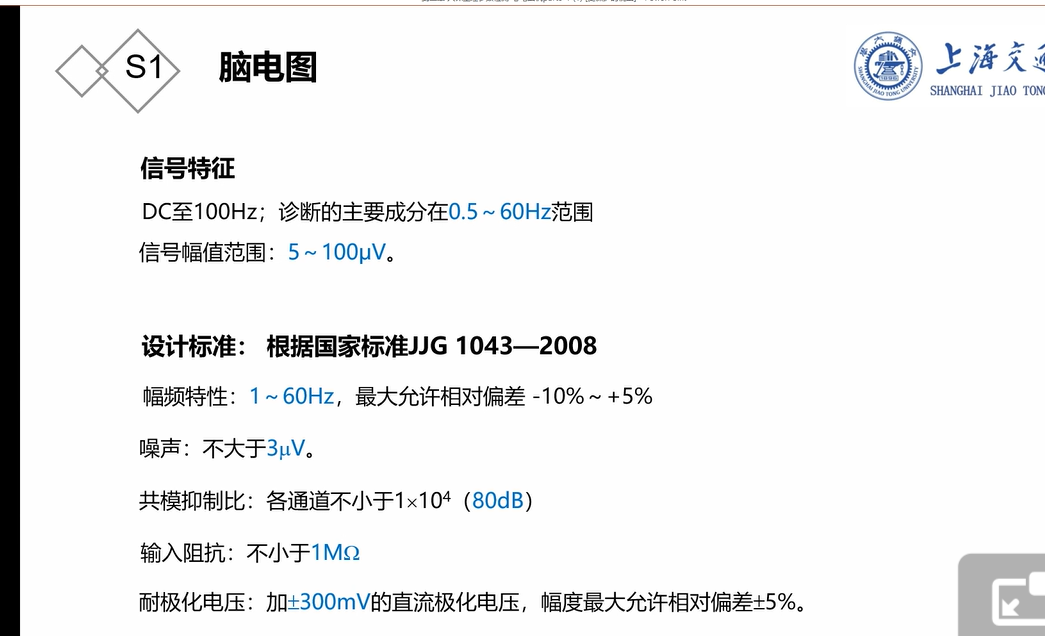 S1
脑电图
上海交通
SHANGHAI JIAO TONG
信号特征
DC至100Hz；诊断的主要成分在0.5～60Hz范围
信号幅值范围：5～100μV。
设计标准： 根据国家标准JJG 1043—2008
幅频特性：1～60Hz，最大允许相对偏差 -10%～+5%
噪声：不大于3μV。
共模抑制比：各通道不小于1×10⁴（80dB）
输入阻抗：不小于1MΩ
耐极化电压：加±300mV的直流极化电压，幅度最大允许相对偏差±5%。